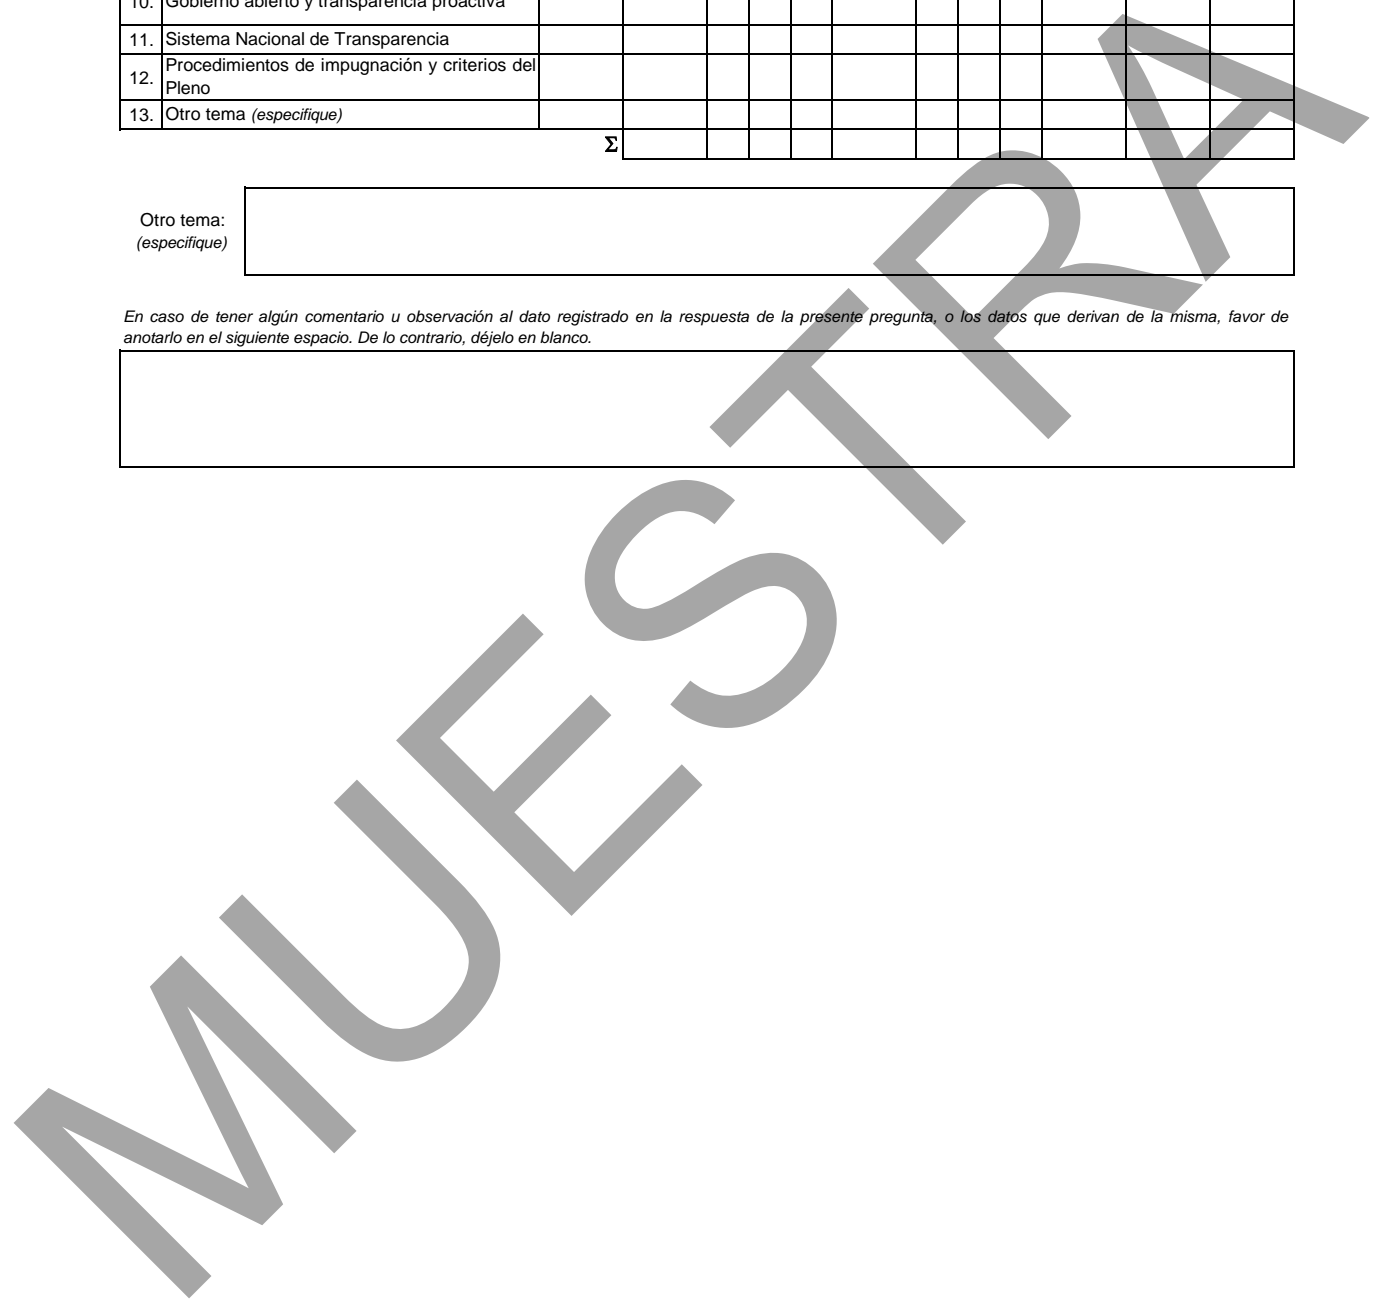 10. Gobierno abierto y transparencia proactiva
11. Sistema Nacional de Transparencia
12. Procedimientos de impugnación y criterios del
Pleno
13. Otro tema (especifique)
Σ
Otro tema:
(especifique)
En caso de tener algún comentario u observación al dato registrado en la respuesta de la presente pregunta, o los datos que derivan de la misma, favor de
anotarlo en el siguiente espacio. De lo contrario, déjelo en blanco.
MUESTRA